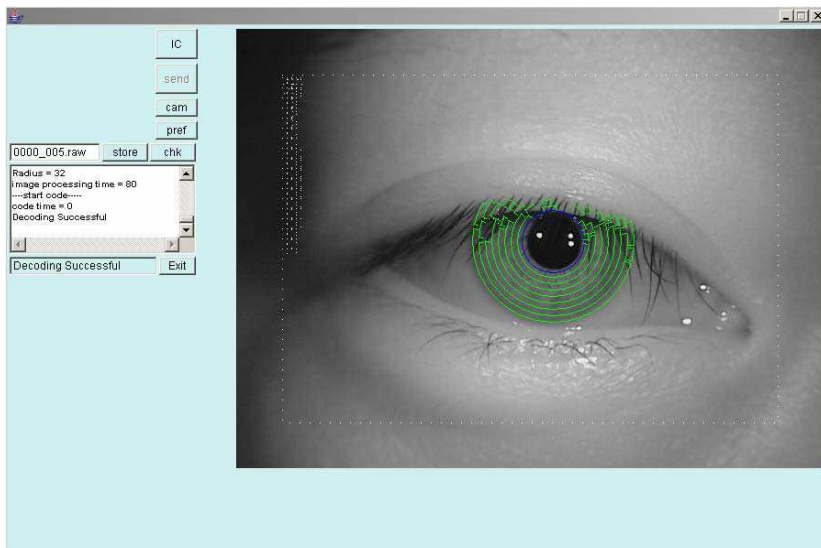 IC
send
cam
pref
0000_005.raw store chk
Radius = 32
image processing time = 80
----start code-----
code time = 0
Decoding Successful
Decoding Successful Exit